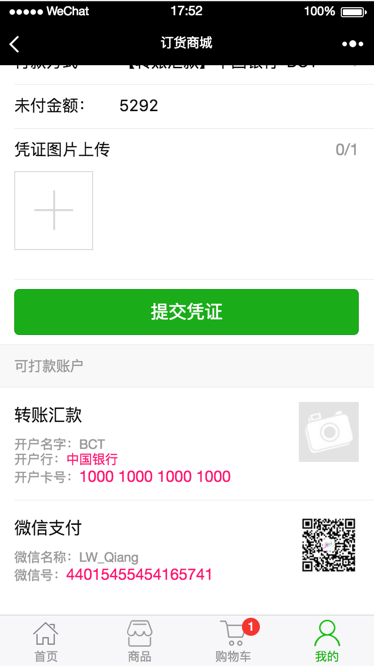 WeChat 17:52 100%
订货商城
付款方式 【转账汇款】中国银行-BCT
未付金额： 5292
凭证图片上传 0/1
提交凭证
可打款账户
转账汇款
开户名字：BCT
开户行：中国银行
开户卡号：1000 1000 1000 1000
微信支付
微信名称：LW_Qiang
微信号：44015455454165741
首页 商品 购物车 1 我的